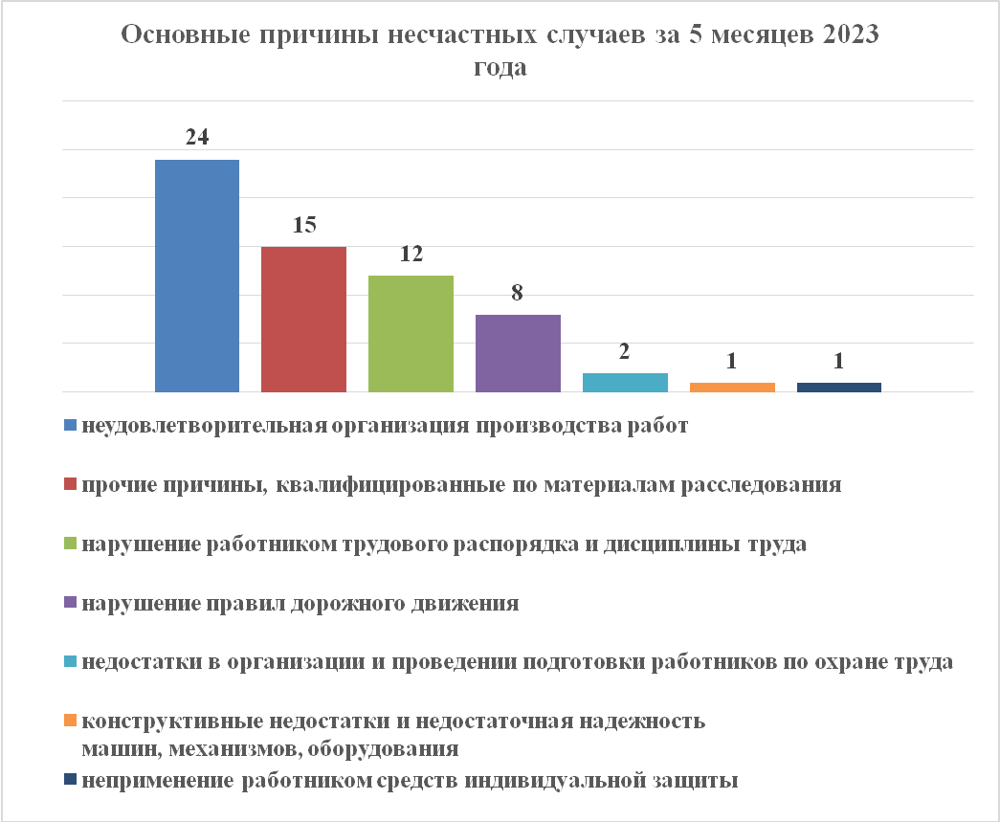 Основные причины несчастных случаев за 5 месяцев 2023
года
24
15
12
8
2
1
1
неудовлетворительная организация производства работ
прочие причины, квалифицированные по материалам расследования
нарушение работником трудового распорядка и дисциплины труда
нарушение правил дорожного движения
недостатки в организации и проведении подготовки работников по охране труда
конструктивные недостатки и недостаточная надежность
машин, механизмов, оборудования
неприменение работником средств индивидуальной защиты